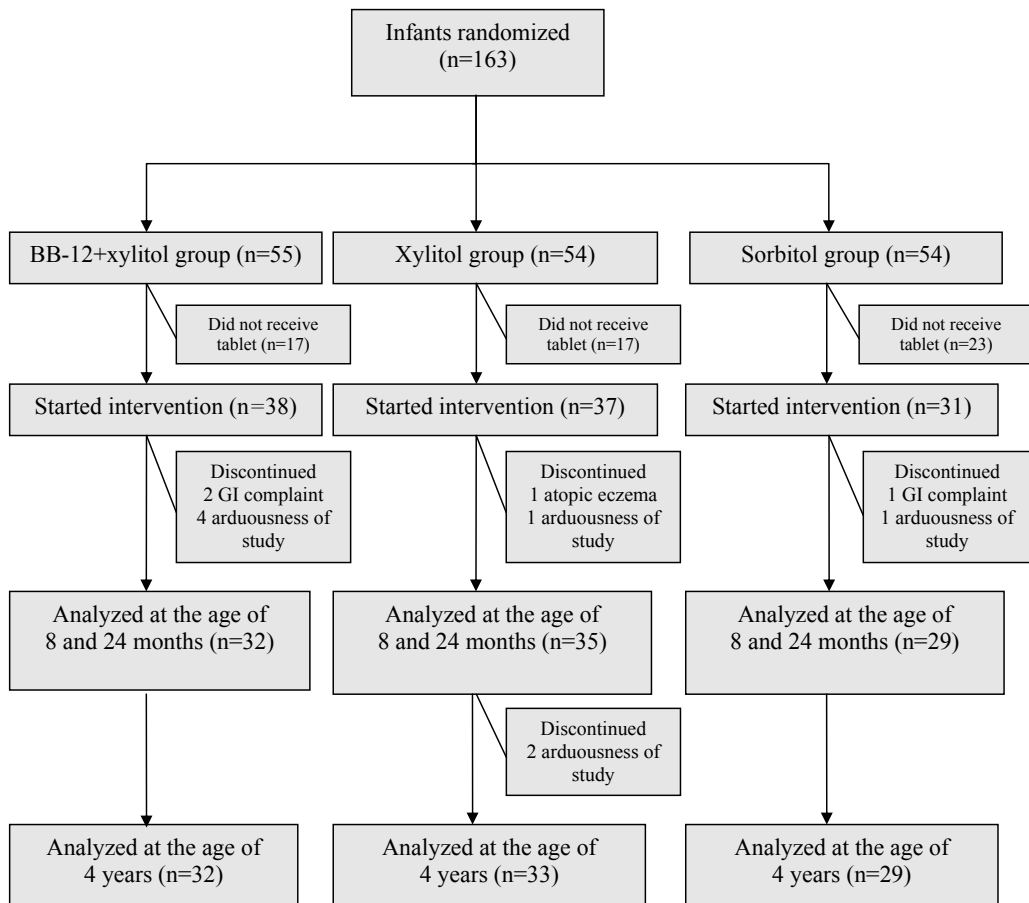 Infants randomized
(n=163)
BB-12+xylitol group (n=55)
Xylitol group (n=54)
Sorbitol group (n=54)
Did not receive
tablet (n=17)
Did not receive
tablet (n=17)
Did not receive
tablet (n=23)
Started intervention (n=38)
Started intervention (n=37)
Started intervention (n=31)
Discontinued
2 GI complaint
4 arduousness of
study
Discontinued
1 atopic eczema
1 arduousness of
study
Discontinued
1 GI complaint
1 arduousness of
study
Analyzed at the age of
8 and 24 months (n=32)
Analyzed at the age of
8 and 24 months (n=35)
Analyzed at the age of
8 and 24 months (n=29)
Discontinued
2 arduousness of
study
Analyzed at the age of
4 years (n=32)
Analyzed at the age of
4 years (n=33)
Analyzed at the age of
4 years (n=29)